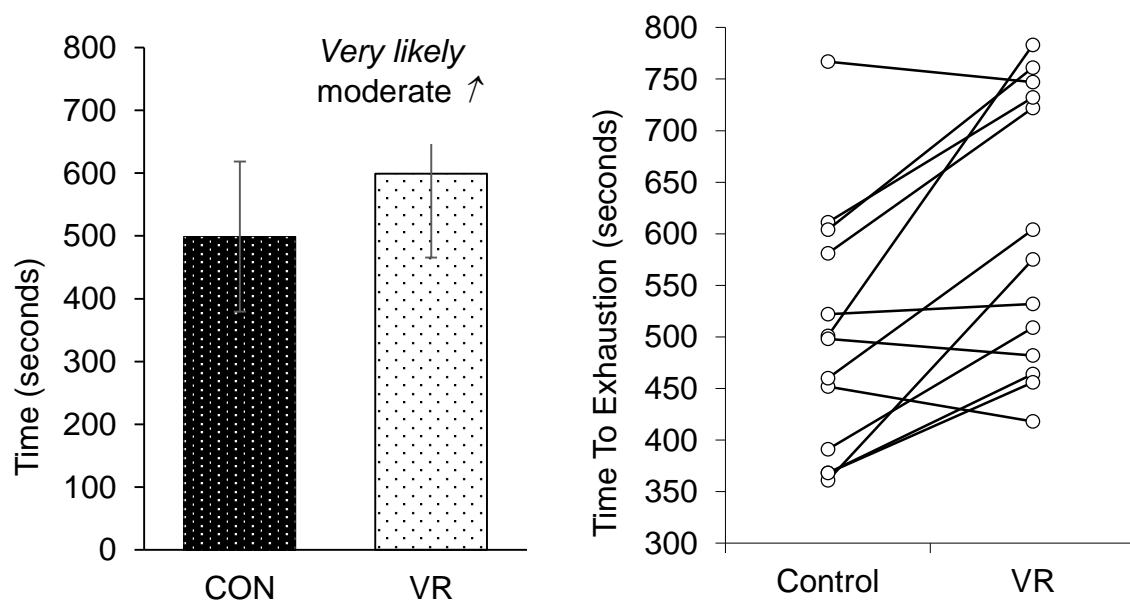 Time (seconds)
800
700
600
500
400
300
200
100
0
Very likely
moderate ↑
CON
VR
Time To Exhaustion (seconds)
800
750
700
650
600
550
500
450
400
350
300
Control
VR